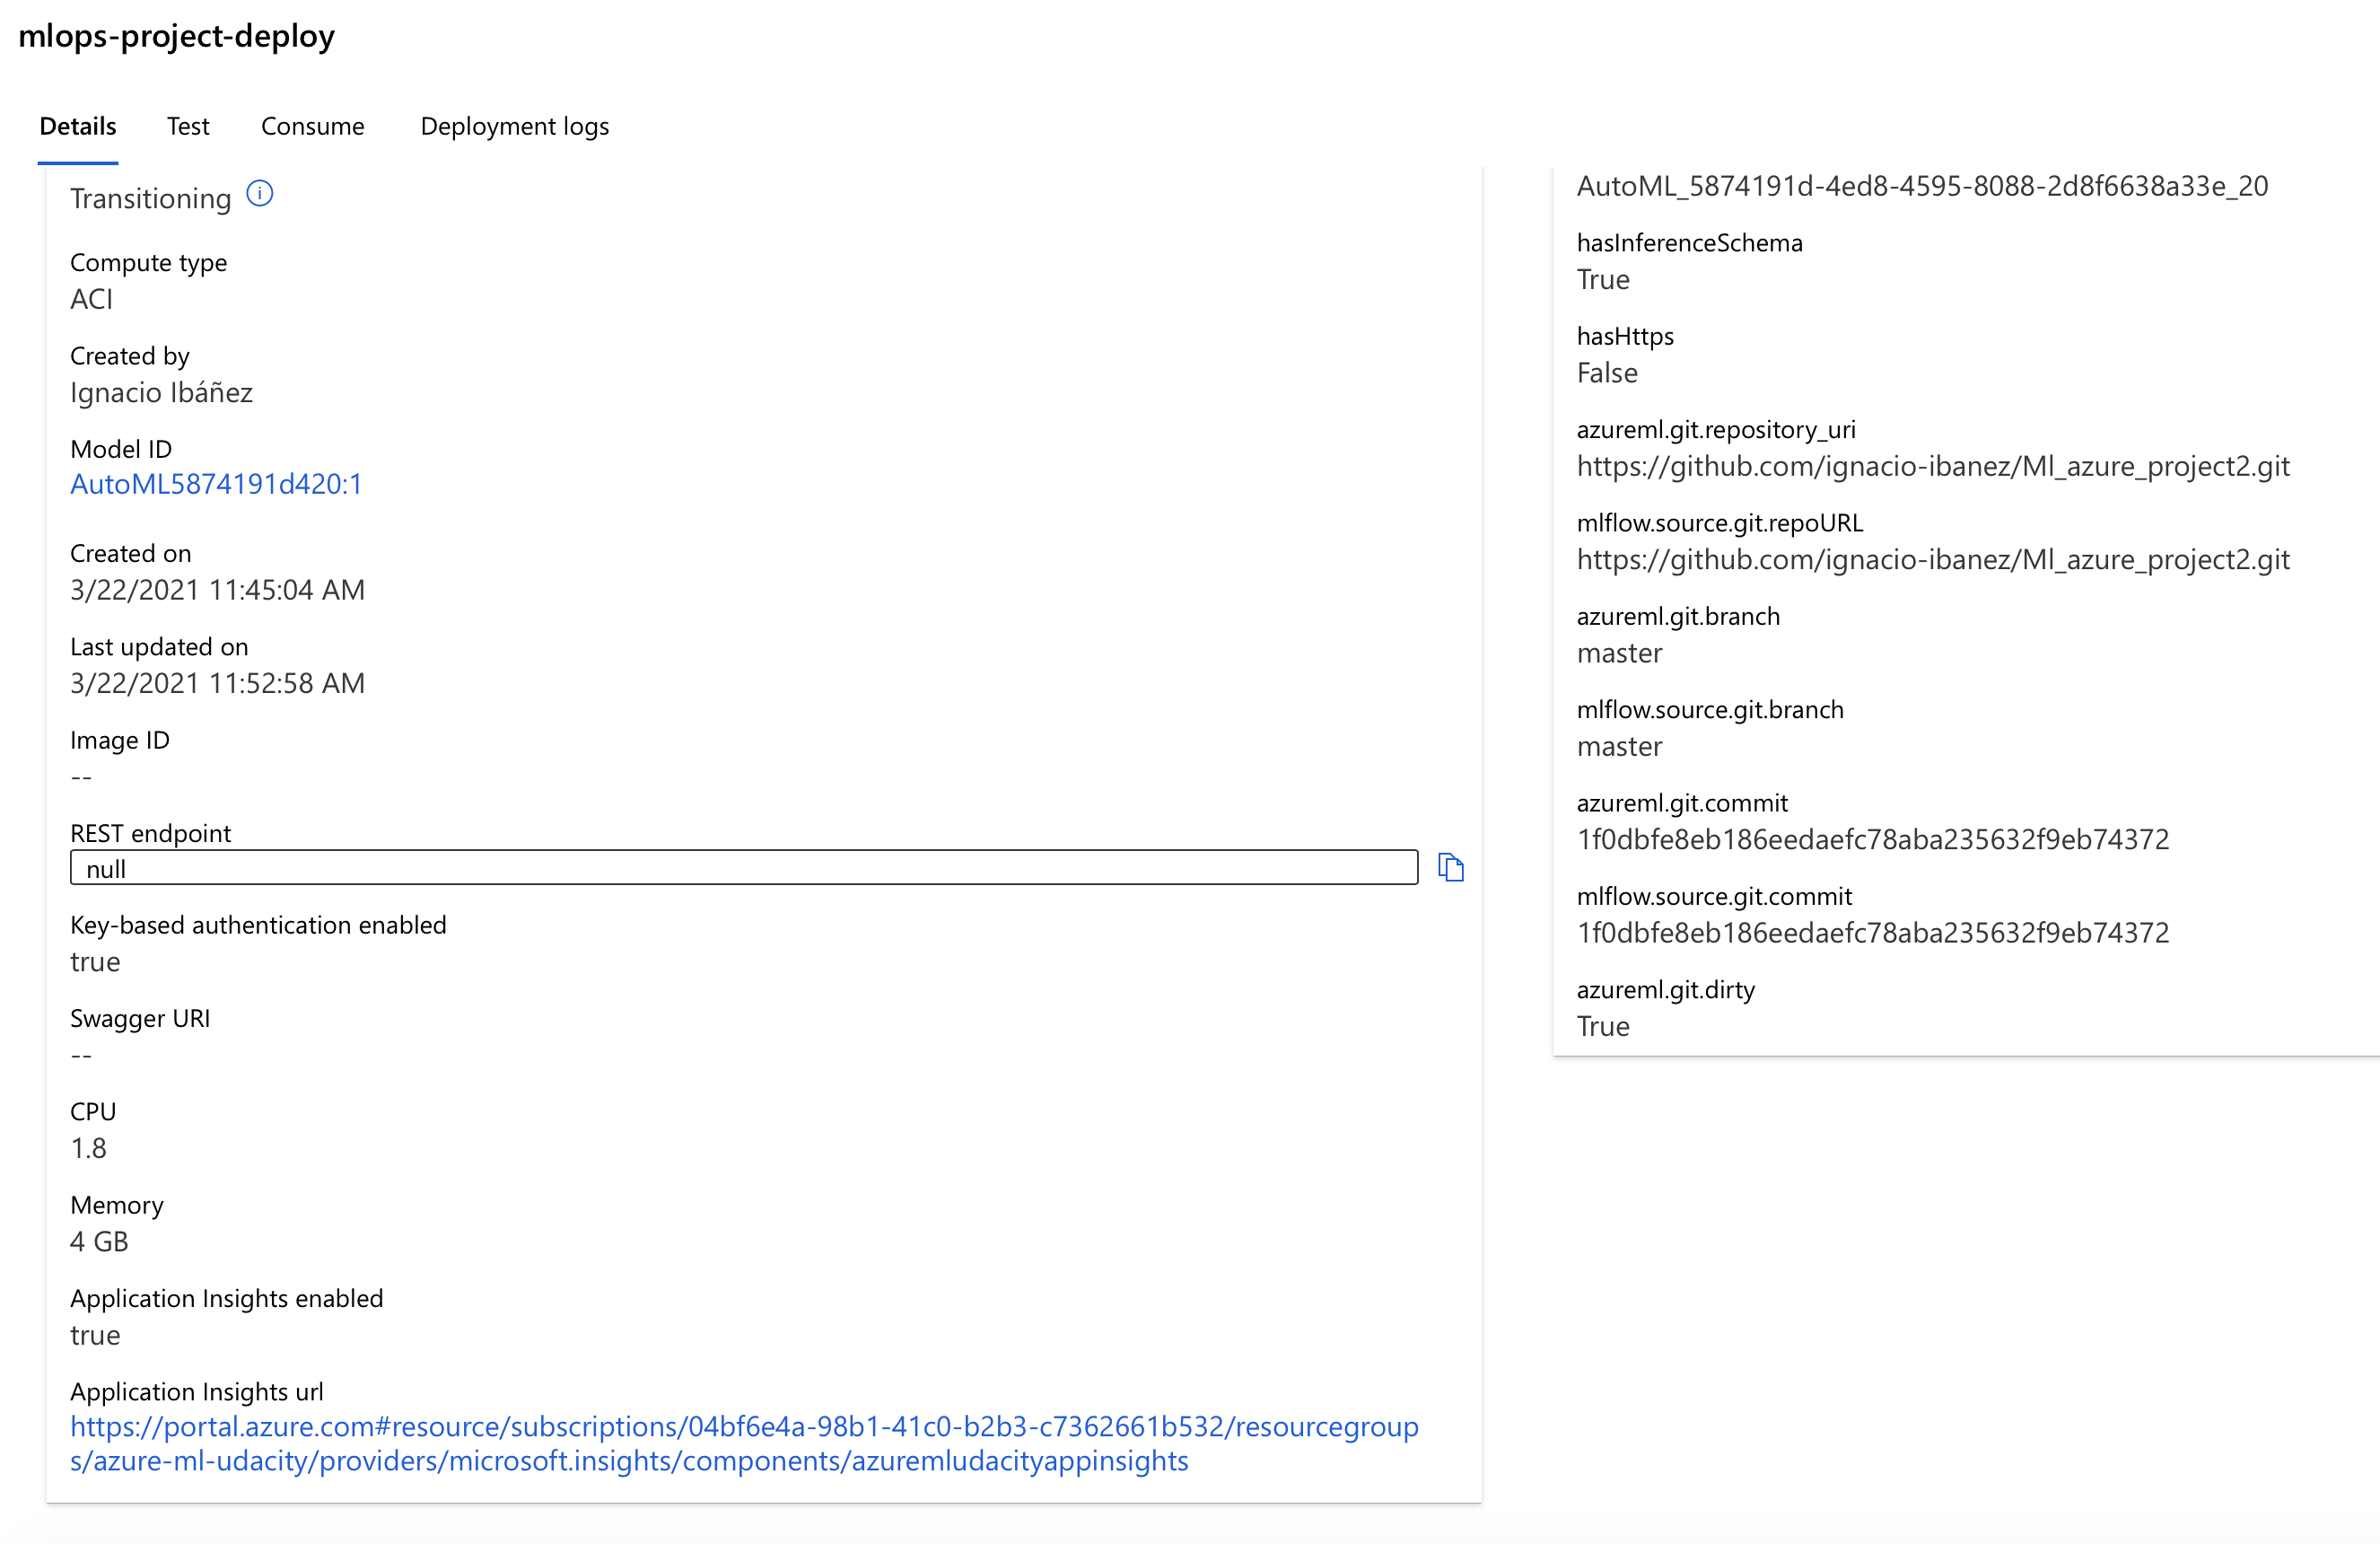 mlops-project-deploy
Details Test Consume Deployment logs
Transitioning
Compute type
ACI
Created by
Ignacio Ibáñez
Model ID
AutoML5874191d420:1
Created on
3/22/2021 11:45:04 AM
Last updated on
3/22/2021 11:52:58 AM
Image ID
--
REST endpoint
null
Key-based authentication enabled
true
Swagger URI
--
CPU
1.8
Memory
4 GB
Application Insights enabled
true
Application Insights url
https://portal.azure.com#resource/subscriptions/04bf6e4a-98b1-41c0-b2b3-c7362661b532/resourcegroup
s/azure-ml-udacity/providers/microsoft.insights/components/azuremludacityappinsights
AutoML_5874191d-4ed8-4595-8088-2d8f6638a33e_20
hasInferenceSchema
True
hasHttps
False
azureml.git.repository_uri
https://github.com/ignacio-ibanez/Ml_azure_project2.git
mlflow.source.git.repoURL
https://github.com/ignacio-ibanez/Ml_azure_project2.git
azureml.git.branch
master
mlflow.source.git.branch
master
azureml.git.commit
1f0dbfe8eb186eedaefc78aba235632f9eb74372
mlflow.source.git.commit
1f0dbfe8eb186eedaefc78aba235632f9eb74372
azureml.git.dirty
True